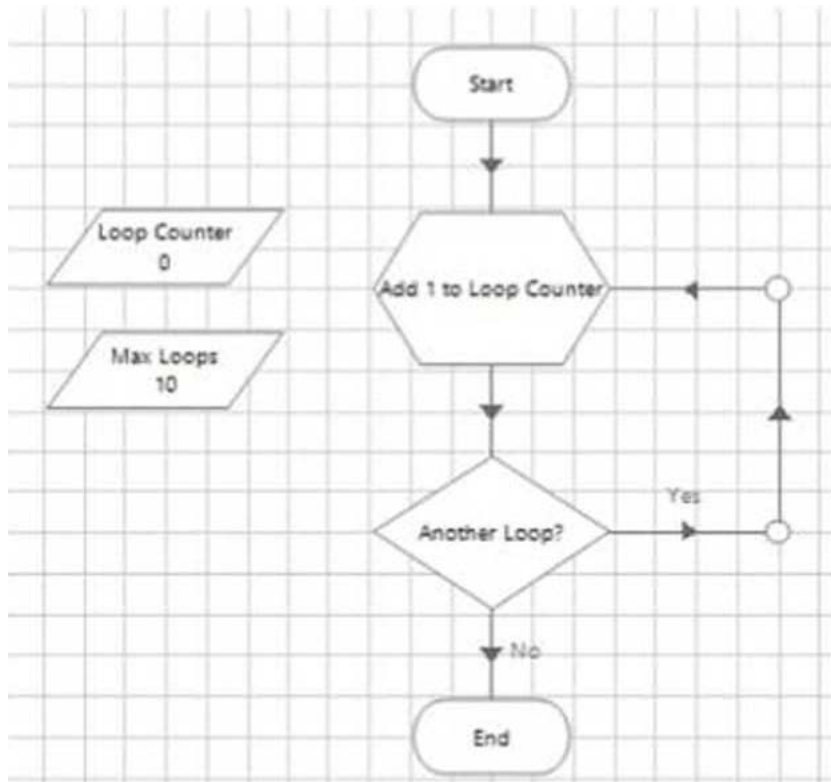 Start
Loop Counter
0
Add 1 to Loop Counter
Max Loops
10
Yes
Another Loop?
No
End